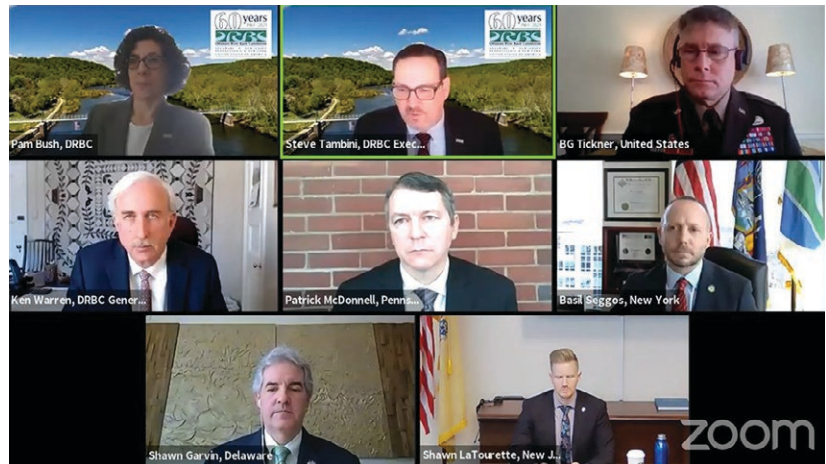 60 years
DRBC
60 years
DRBC
Pam Bush, DRBC
Steve Tambini, DRBC Exec...
BG Tickner, United States
Ken Warren, DRBC Gener...
Patrick McDonnell, Penns...
Basil Seggos, New York
Shawn Garvin, Delaware
Shawn LaTourette, New J...
zoom